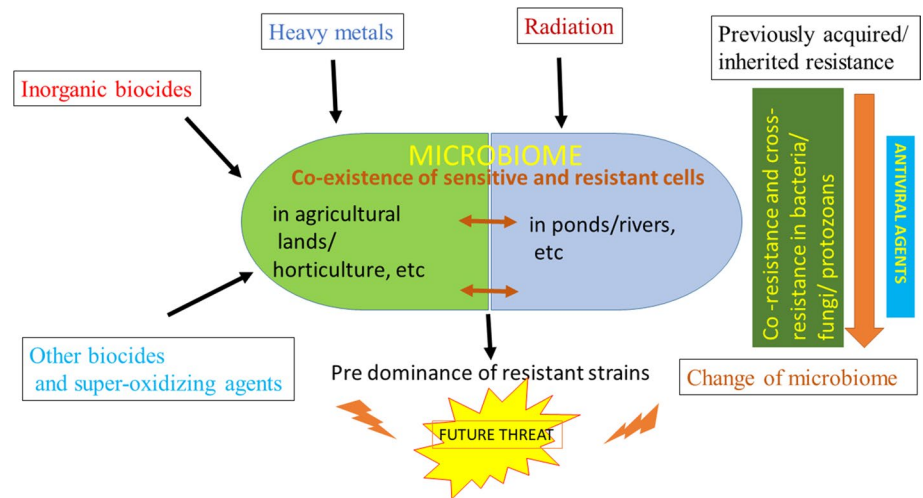 Heavy metals
Radiation
Previously acquired/
inherited resistance
Inorganic biocides
MICROBIOME
Co-existence of sensitive and resistant cells
in agricultural
lands/
horticulture, etc
in ponds/rivers,
etc
Co -resistance and cross-
resistance in bacteria/
fungi/ protozoans
ANTIVIRAL AGENTS
Other biocides
and super-oxidizing agents
Pre dominance of resistant strains
Change of microbiome
FUTURE THREAT